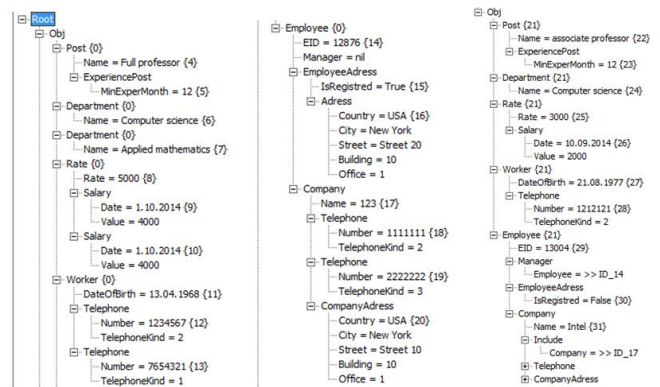 Root
Obj
Post {0}
Name = Full professor {4}
ExperiencePost
MinExperMonth = 12 {5}
Department {0}
Name = Computer science {6}
Department {0}
Name = Applied mathematics {7}
Rate {0}
Rate = 5000 {8}
Salary
Date = 1.10.2014 {9}
Value = 4000
Salary
Date = 1.10.2014 {10}
Value = 4000
Worker {0}
DateOfBirth = 13.04.1968 {11}
Telephone
Number = 1234567 {12}
TelephoneKind = 2
Telephone
Number = 7654321 {13}
TelephoneKind = 1
Employee {0}
EID = 12876 {14}
Manager = nil
EmployeeAdress
IsRegistred = True {15}
Adress
Country = USA {16}
City = New York
Street = Street 20
Building = 10
Office = 1
Company
Name = 123 {17}
Telephone
Number = 1111111 {18}
TelephoneKind = 2
Telephone
Number = 2222222 {19}
TelephoneKind = 3
CompanyAdress
Country = USA {20}
City = New York
Street = Street 10
Building = 10
Office = 1
Obj
Post {21}
Name = associate professor {22}
ExperiencePost
MinExperMonth = 12 {23}
Department {21}
Name = Computer science {24}
Rate {21}
Rate = 3000 {25}
Salary
Date = 10.09.2014 {26}
Value = 2000
Worker {21}
DateOfBirth = 21.08.1977 {27}
Telephone
Number = 1212121 {28}
TelephoneKind = 2
Employee {21}
EID = 13004 {29}
Manager
Employee = >> ID_14
EmployeeAdress
IsRegistred = False {30}
Company
Name = Intel {31}
Include
Company = >> ID_17
Telephone
CompanyAdress